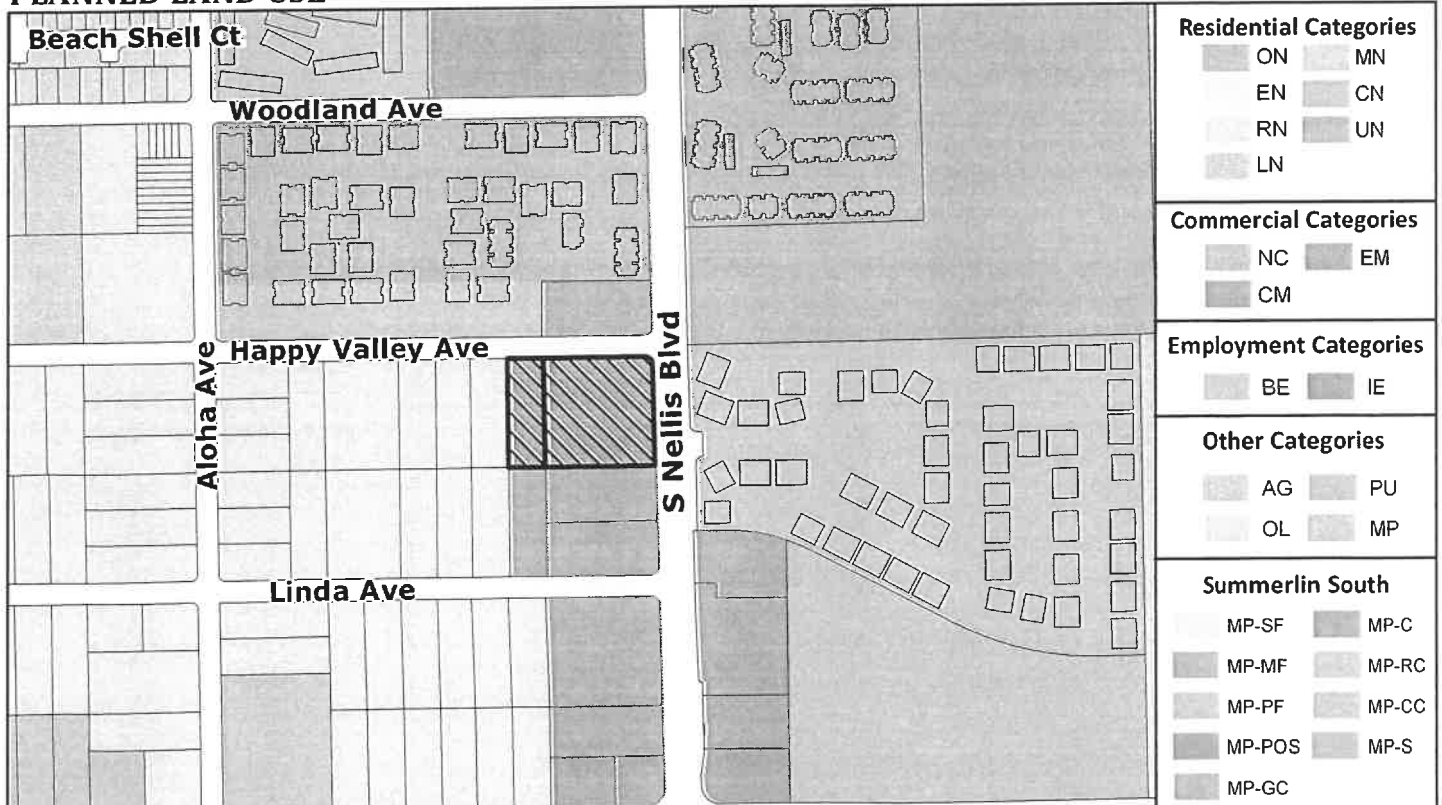 PLANNED LAND USE
Beach Shell Ct
Woodland Ave
Happy Valley Ave
Aloha Ave
S Nellis Blvd
Linda Ave
Residential Categories
ON MN
EN CN
RN UN
LN
Commercial Categories
NC EM
CM
Employment Categories
BE IE
Other Categories
AG PU
OL MP
Summerlin South
MP-SF MP-C
MP-MF MP-RC
MP-PF MP-CC
MP-POS MP-S
MP-GC